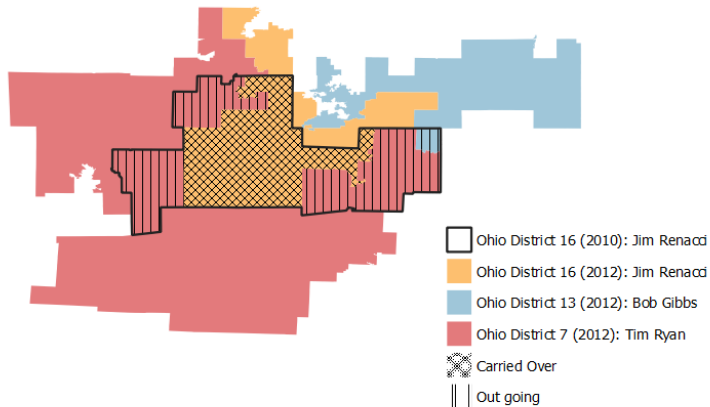 Ohio District 16 (2010): Jim Renacci
Ohio District 16 (2012): Jim Renacci
Ohio District 13 (2012): Bob Gibbs
Ohio District 7 (2012): Tim Ryan
Carried Over
Out going